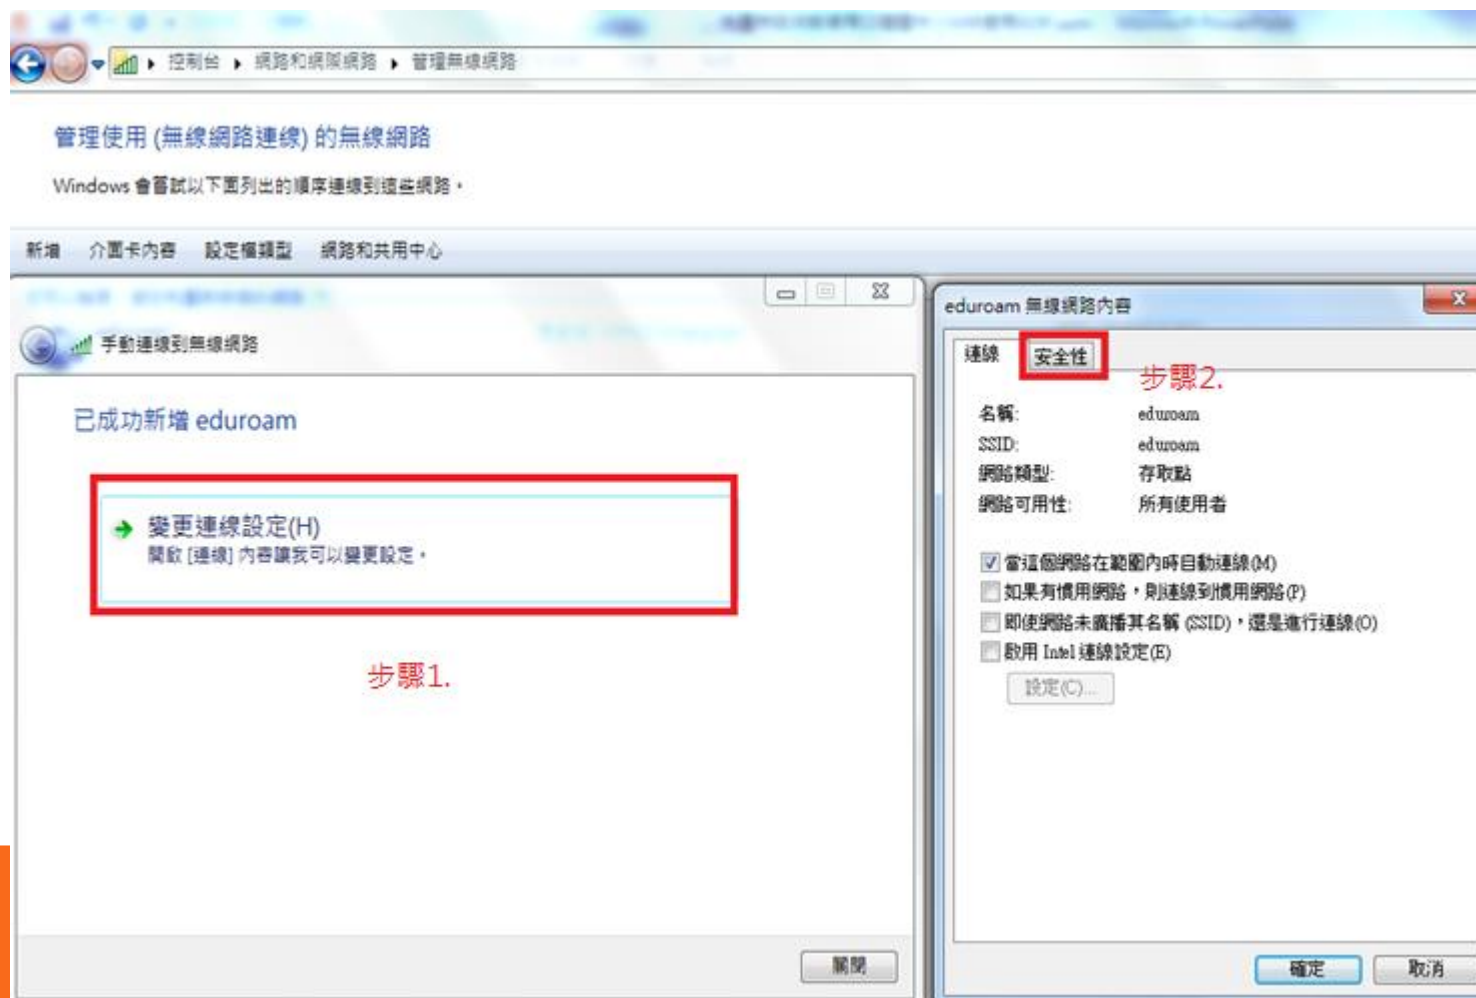 控制台 ▸ 網路和網際網路 ▸ 管理無線網路
管理使用 (無線網路連線) 的無線網路
Windows 會嘗試以下面列出的順序連線到這些網路。
新增 介面卡內容 設定檔類型 網路和共用中心
手動連線到無線網路
已成功新增 eduroam
變更連線設定(H)
開啟 [連線] 內容讓我可以變更設定。
步驟1.
關閉
eduroam 無線網路內容
連線 安全性
步驟2.
名稱: eduroam
SSID: eduroam
網路類型: 存取點
網路可用性: 所有使用者
當這個網路在範圍內時自動連線(M)
如果有慣用網路，則連線到慣用網路(P)
即使網路未廣播其名稱 (SSID)，還是進行連線(O)
啟用 Intel 連線設定(E)
設定(C)...
確定 取消